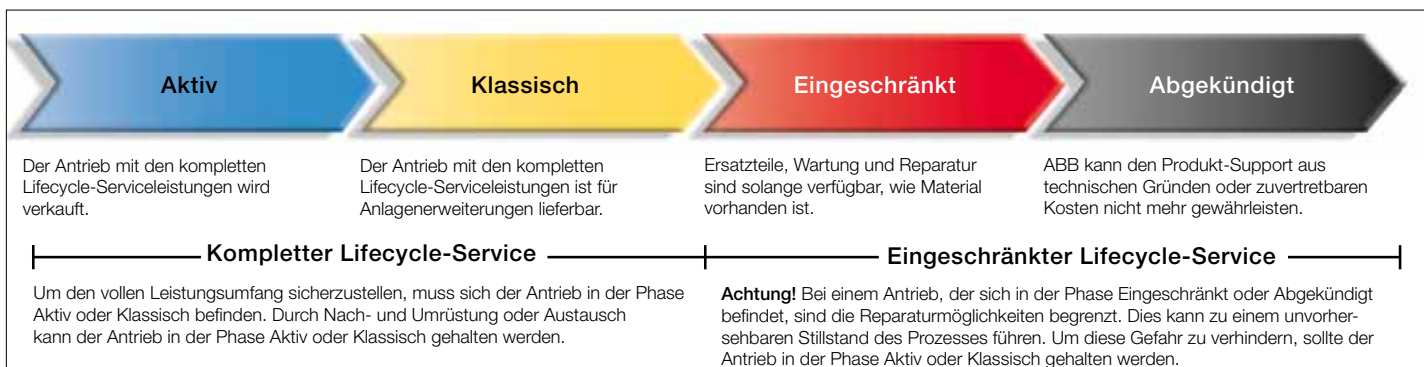 Aktiv
Klassisch
Eingeschränkt
Abgekündigt
Der Antrieb mit den kompletten
Lifecycle-Serviceleistungen wird
verkauft.
Der Antrieb mit den kompletten
Lifecycle-Serviceleistungen ist für
Anlagenerweiterungen lieferbar.
Ersatzteile, Wartung und Reparatur
sind solange verfügbar, wie Material
vorhanden ist.
ABB kann den Produkt-Support aus
technischen Gründen oder zuvertretbaren
Kosten nicht mehr gewährleisten.
Kompletter Lifecycle-Service
Um den vollen Leistungsumfang sicherzustellen, muss sich der Antrieb in der Phase
Aktiv oder Klassisch befinden. Durch Nach- und Umrüstung oder Austausch
kann der Antrieb in der Phase Aktiv oder Klassisch gehalten werden.
Eingeschränkter Lifecycle-Service
Achtung! Bei einem Antrieb, der sich in der Phase Eingeschränkt oder Abgekündigt
befindet, sind die Reparaturmöglichkeiten begrenzt. Dies kann zu einem unvorher-
sehbaren Stillstand des Prozesses führen. Um diese Gefahr zu verhindern, sollte der
Antrieb in der Phase Aktiv oder Klassisch gehalten werden.